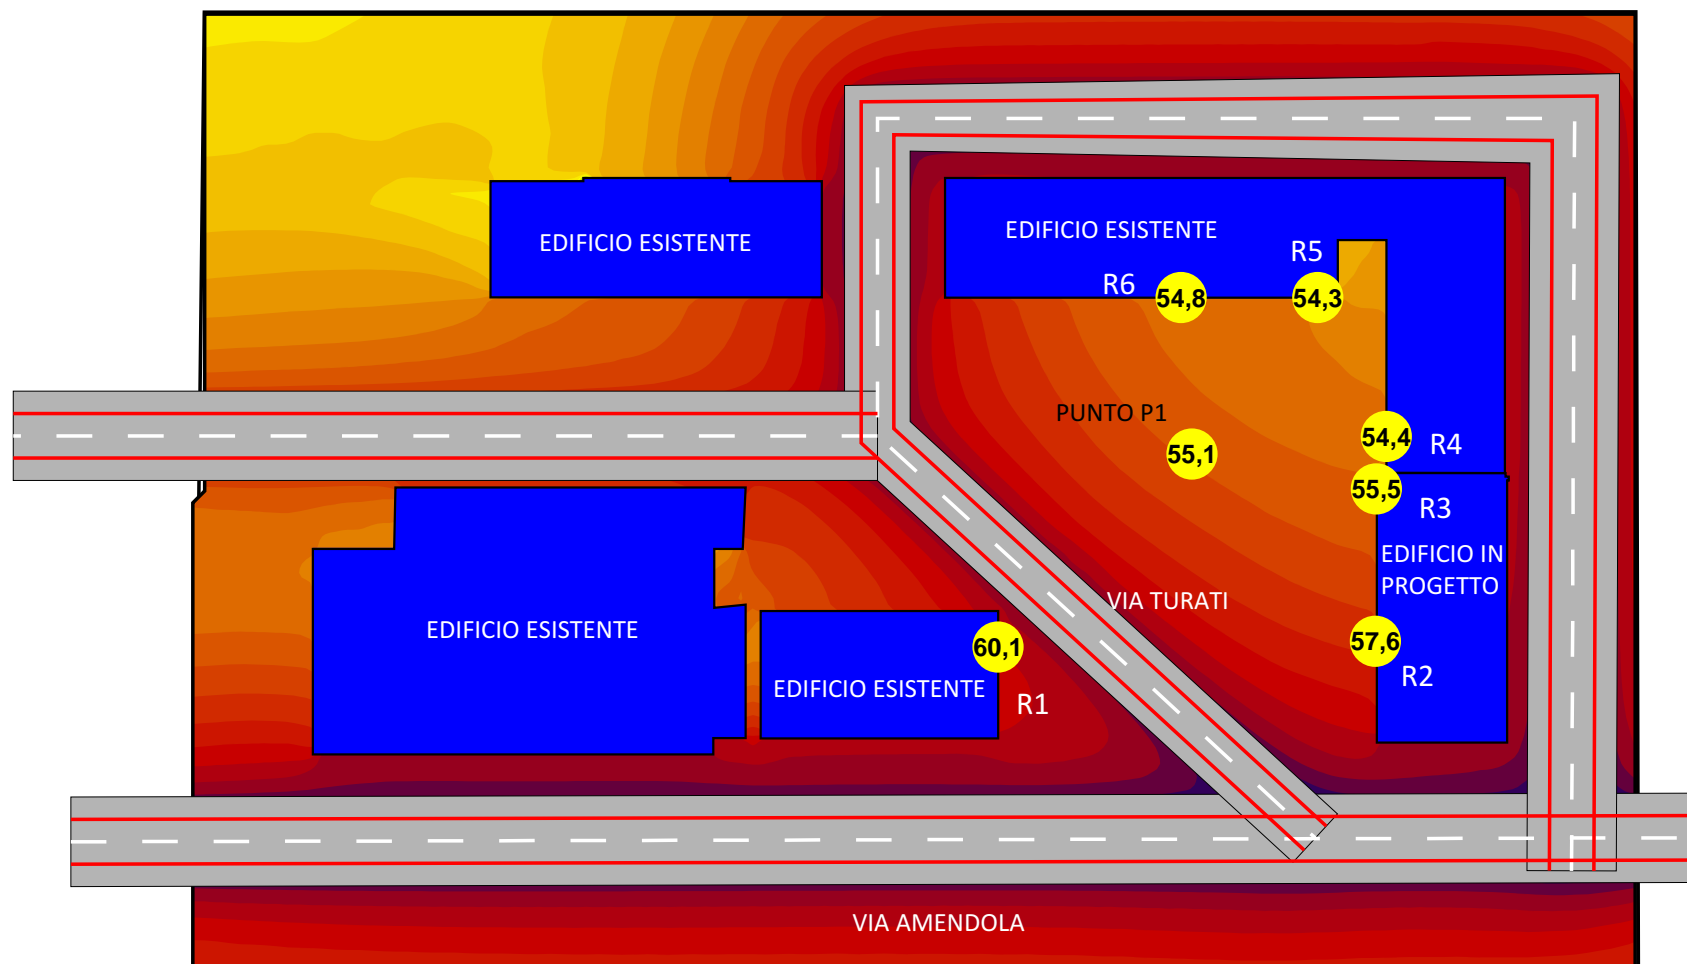 EDIFICIO ESISTENTE
EDIFICIO ESISTENTE
R5
R6
54,8
54,3
PUNTO P1
55,1
54,4
R4
55,5
R3
EDIFICIO IN
PROGETTO
VIA TURATI
EDIFICIO ESISTENTE
60,1
57,6
R2
EDIFICIO ESISTENTE
R1
VIA AMENDOLA